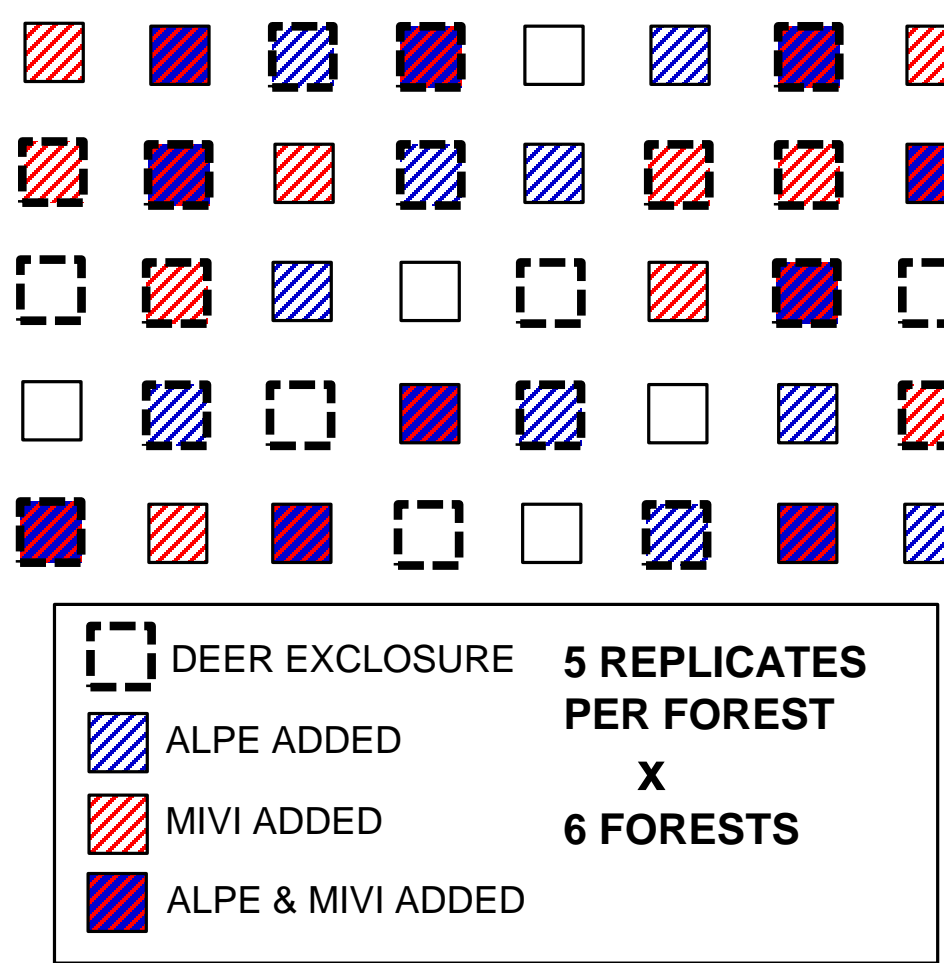 DEER EXCLOSURE
ALPE ADDED
MIVI ADDED
ALPE & MIVI ADDED
5 REPLICATES
PER FOREST
x
6 FORESTS